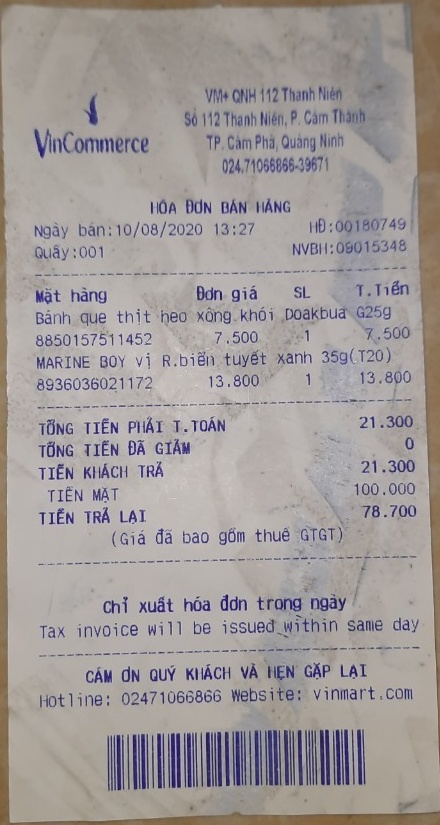 VinCommerce
VM+ QNH 112 Thanh Niên
Số 112 Thanh Niên, P. Cẩm Thành
TP. Cẩm Phả, Quảng Ninh
024.71066866-39671
HÓA ĐƠN BÁN HÀNG
Ngày bán:10/08/2020 13:27 HĐ:00180749
Quầy:001 NVBH:09015348
Mặt hàng Đơn giá SL T.Tiền
Bánh que thịt heo xông khói Doakbua G25g
8850157511452 7.500 1 7.500
MARINE BOY vị R.biển tuyết xanh 35g(T20)
8936036021172 13.800 1 13.800
TỔNG TIỀN PHẢI T.TOÁN 21.300
TỔNG TIỀN ĐÃ GIẢM 0
TIỀN KHÁCH TRẢ 21.300
TIỀN MẶT 100.000
TIỀN TRẢ LẠI 78.700
(Giá đã bao gồm thuế GTGT)
Chỉ xuất hóa đơn trong ngày
Tax invoice will be issued within same day
CẢM ƠN QUÝ KHÁCH VÀ HẸN GẶP LẠI
Hotline: 02471066866 Website: vinmart.com